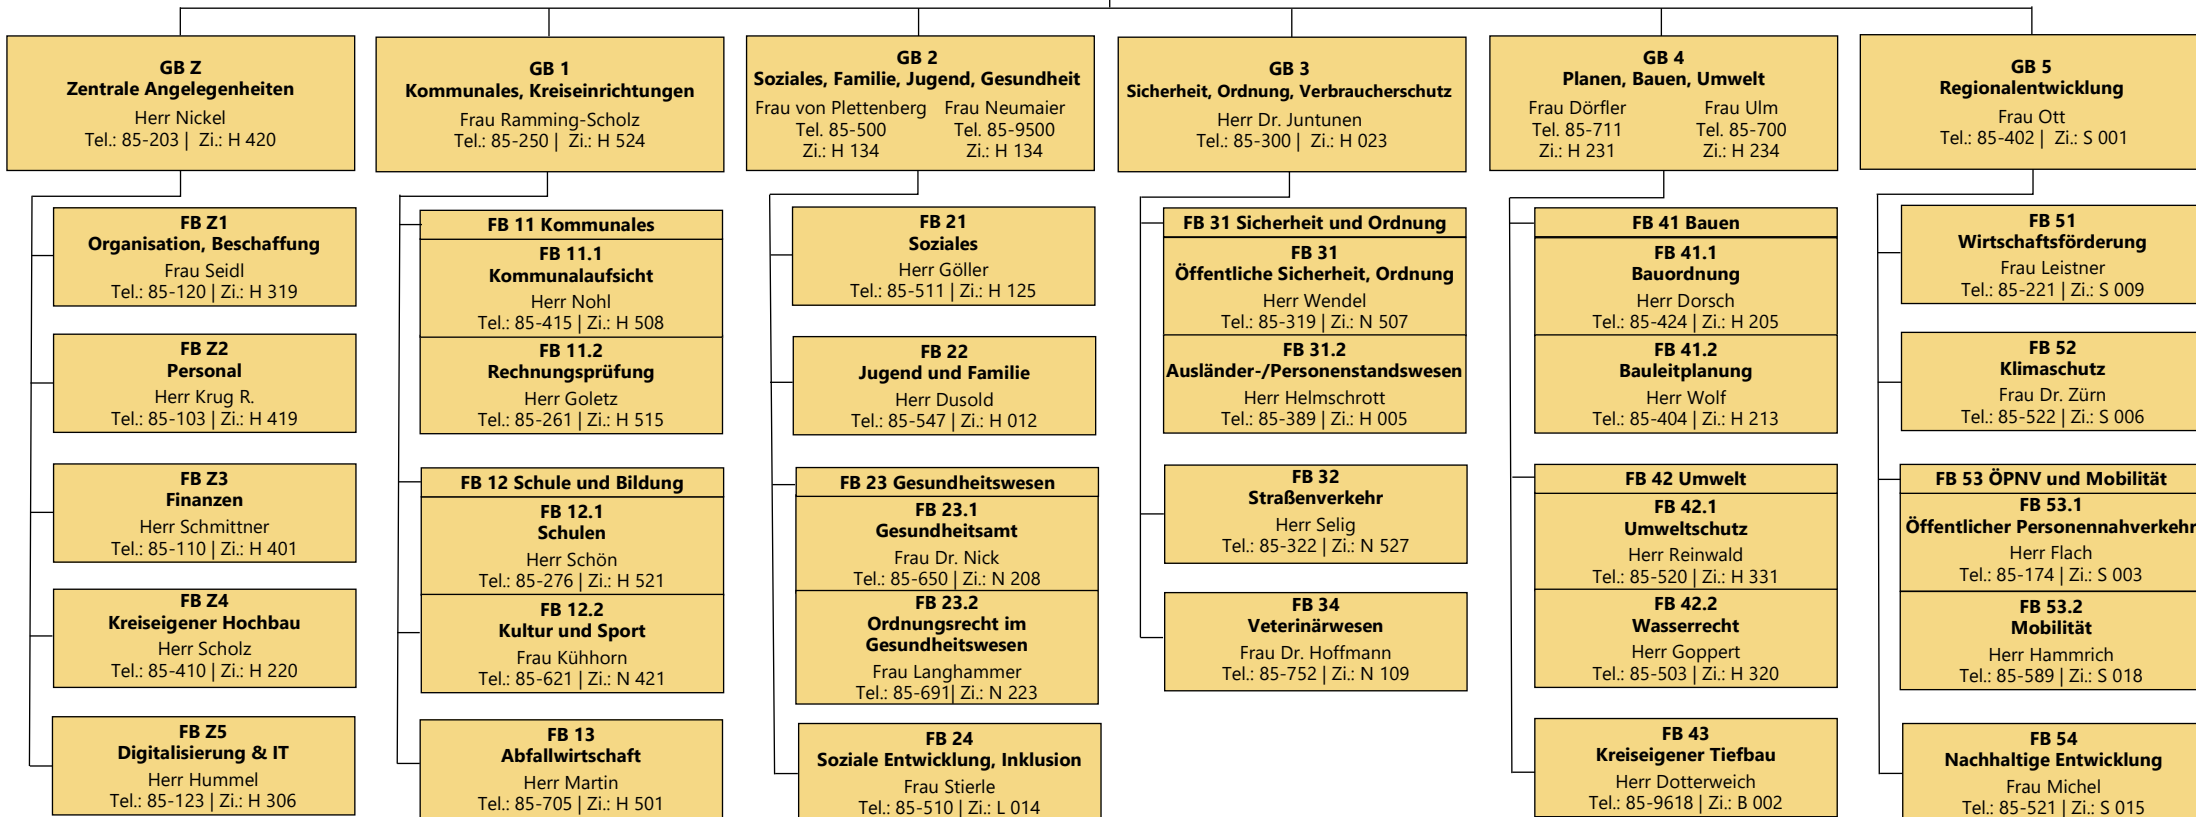 GB Z
Zentrale Angelegenheiten
Herr Nickel
Tel.: 85-203 | Zi.: H 420
FB Z1
Organisation, Beschaffung
Frau Seidl
Tel.: 85-120 | Zi.: H 319
FB Z2
Personal
Herr Krug R.
Tel.: 85-103 | Zi.: H 419
FB Z3
Finanzen
Herr Schmittner
Tel.: 85-110 | Zi.: H 401
FB Z4
Kreiseigener Hochbau
Herr Scholz
Tel.: 85-410 | Zi.: H 220
FB Z5
Digitalisierung & IT
Herr Hummel
Tel.: 85-123 | Zi.: H 306
GB 1
Kommunales, Kreiseinrichtungen
Frau Ramming-Scholz
Tel.: 85-250 | Zi.: H 524
FB 11 Kommunales
FB 11.1
Kommunalaufsicht
Herr Nohl
Tel.: 85-415 | Zi.: H 508
FB 11.2
Rechnungsprüfung
Herr Goletz
Tel.: 85-261 | Zi.: H 515
FB 12 Schule und Bildung
FB 12.1
Schulen
Herr Schön
Tel.: 85-276 | Zi.: H 521
FB 12.2
Kultur und Sport
Frau Kühhorn
Tel.: 85-621 | Zi.: N 421
FB 13
Abfallwirtschaft
Herr Martin
Tel.: 85-705 | Zi.: H 501
GB 2
Soziales, Familie, Jugend, Gesundheit
Frau von Plettenberg Frau Neumaier
Tel. 85-500 Tel. 85-9500
Zi.: H 134 Zi.: H 134
FB 21
Soziales
Herr Göller
Tel.: 85-511 | Zi.: H 125
FB 22
Jugend und Familie
Herr Dusold
Tel.: 85-547 | Zi.: H 012
FB 23 Gesundheitswesen
FB 23.1
Gesundheitsamt
Frau Dr. Nick
Tel.: 85-650 | Zi.: N 208
FB 23.2
Ordnungsrecht im
Gesundheitswesen
Frau Langhammer
Tel.: 85-691| Zi.: N 223
FB 24
Soziale Entwicklung, Inklusion
Frau Stierle
Tel.: 85-510 | Zi.: L 014
GB 3
Sicherheit, Ordnung, Verbraucherschutz
Herr Dr. Juntunen
Tel.: 85-300 | Zi.: H 023
FB 31 Sicherheit und Ordnung
FB 31
Öffentliche Sicherheit, Ordnung
Herr Wendel
Tel.: 85-319 | Zi.: N 507
FB 31.2
Ausländer-/Personenstandswesen
Herr Helmschrott
Tel.: 85-389 | Zi.: H 005
FB 32
Straßenverkehr
Herr Selig
Tel.: 85-322 | Zi.: N 527
FB 34
Veterinärwesen
Frau Dr. Hoffmann
Tel.: 85-752 | Zi.: N 109
GB 4
Planen, Bauen, Umwelt
Frau Dörfler Frau Ulm
Tel. 85-711 Tel. 85-700
Zi.: H 231 Zi.: H 234
FB 41 Bauen
FB 41.1
Bauordnung
Herr Dorsch
Tel.: 85-424 | Zi.: H 205
FB 41.2
Bauleitplanung
Herr Wolf
Tel.: 85-404 | Zi.: H 213
FB 42 Umwelt
FB 42.1
Umweltschutz
Herr Reinwald
Tel.: 85-520 | Zi.: H 331
FB 42.2
Wasserrecht
Herr Goppert
Tel.: 85-503 | Zi.: H 320
FB 43
Kreiseigener Tiefbau
Herr Dotterweich
Tel.: 85-9618 | Zi.: B 002
GB 5
Regionalentwicklung
Frau Ott
Tel.: 85-402 | Zi.: S 001
FB 51
Wirtschaftsförderung
Frau Leistner
Tel.: 85-221 | Zi.: S 009
FB 52
Klimaschutz
Frau Dr. Zürn
Tel.: 85-522 | Zi.: S 006
FB 53 ÖPNV und Mobilität
FB 53.1
Öffentlicher Personennahverkehr
Herr Flach
Tel.: 85-174 | Zi.: S 003
FB 53.2
Mobilität
Herr Hammrich
Tel.: 85-589 | Zi.: S 018
FB 54
Nachhaltige Entwicklung
Frau Michel
Tel.: 85-521 | Zi.: S 015